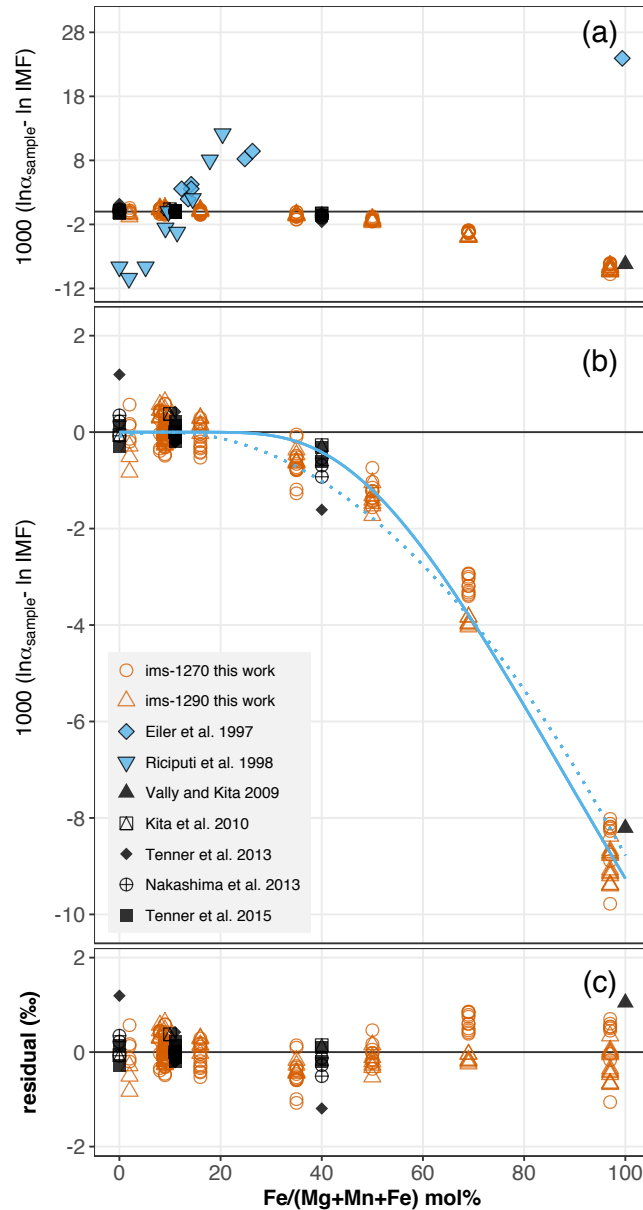 (a)
28
18
8
-2
-12
1000 (lnαsample- ln IMF)
(b)
2
0
-2
-4
-6
-8
-10
1000 (lnαsample- ln IMF)
ims-1270 this work
ims-1290 this work
Eiler et al. 1997
Riciputi et al. 1998
Vally and Kita 2009
Kita et al. 2010
Tenner et al. 2013
Nakashima et al. 2013
Tenner et al. 2015
(c)
2
0
-2
residual (‰)
0 20 40 60 80 100
Fe/(Mg+Mn+Fe) mol%